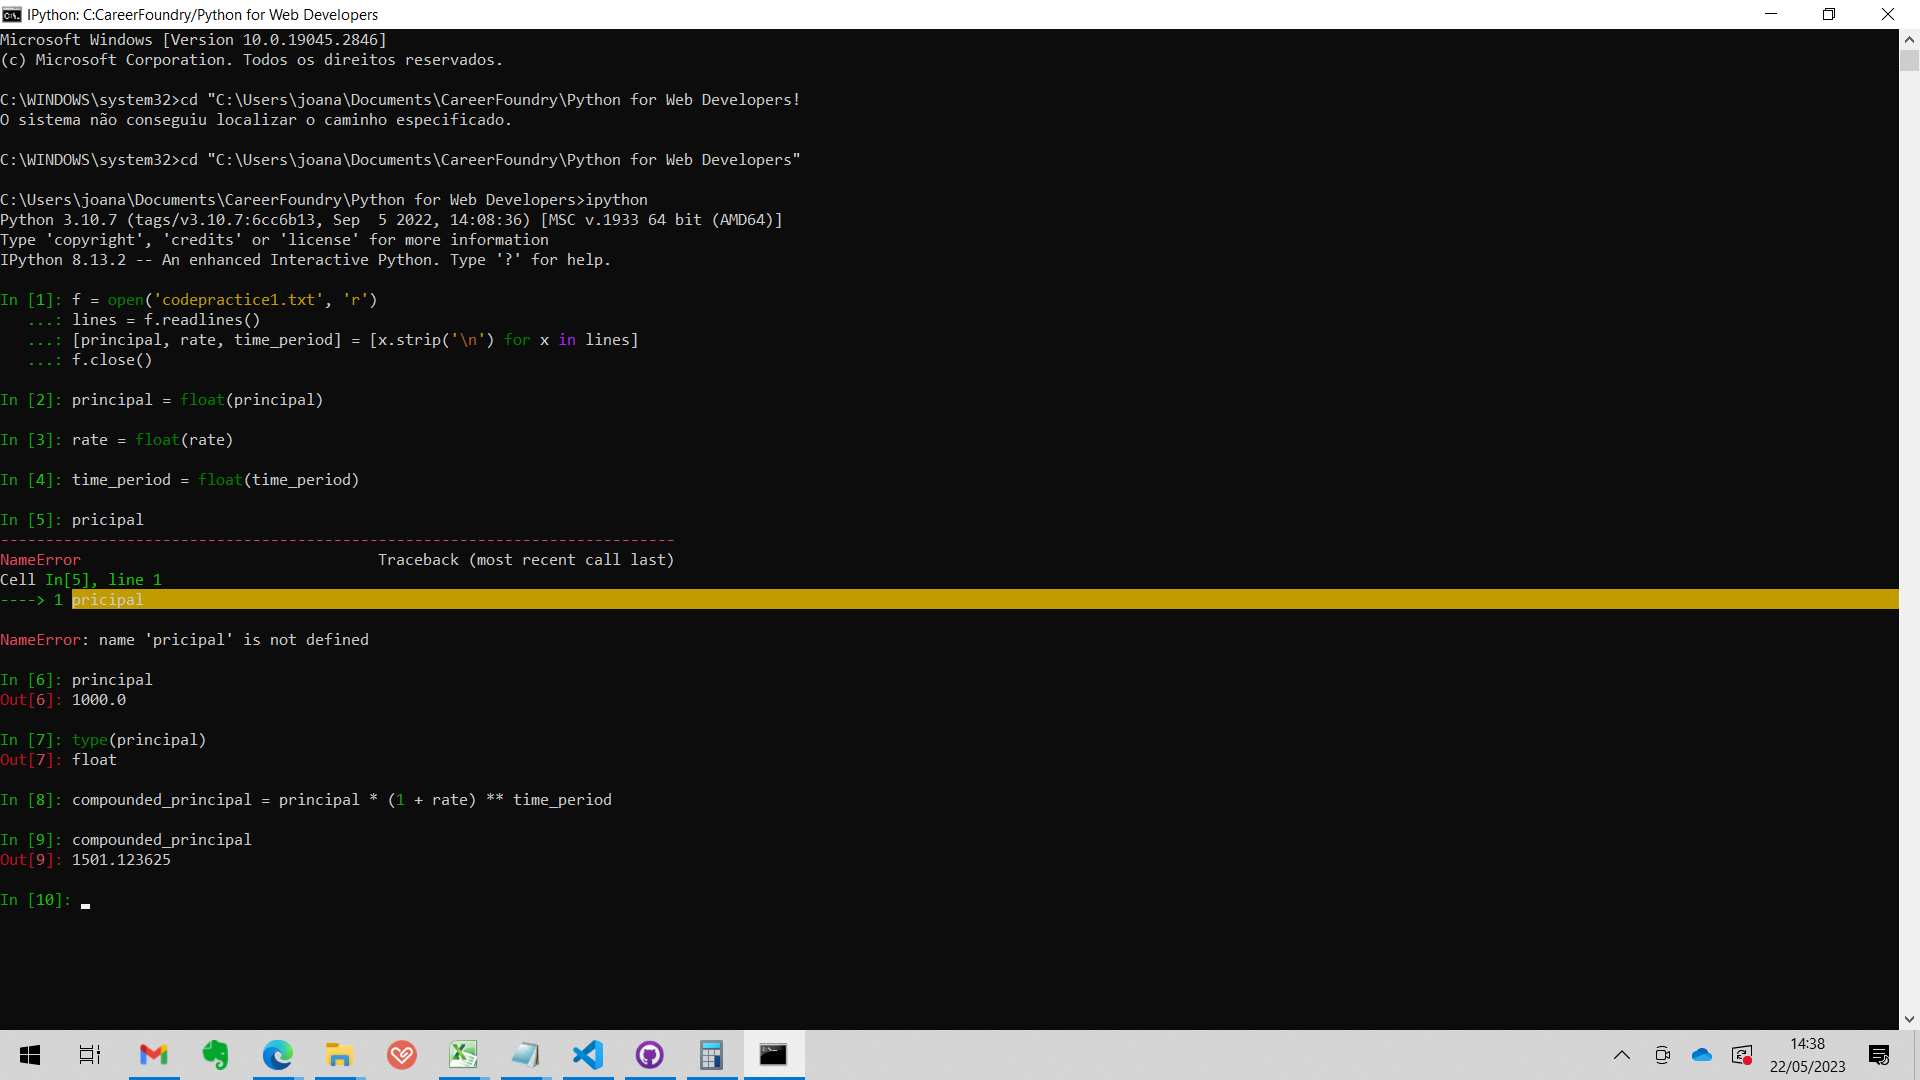 IPython: C:CareerFoundry/Python for Web Developers
Microsoft Windows [Version 10.0.19045.2846]
(c) Microsoft Corporation. Todos os direitos reservados.
C:\WINDOWS\system32>cd "C:\Users\joana\Documents\CareerFoundry\Python for Web Developers!
O sistema não conseguiu localizar o caminho especificado.
C:\WINDOWS\system32>cd "C:\Users\joana\Documents\CareerFoundry\Python for Web Developers"
C:\Users\joana\Documents\CareerFoundry\Python for Web Developers>ipython
Python 3.10.7 (tags/v3.10.7:6cc6b13, Sep  5 2022, 14:08:36) [MSC v.1933 64 bit (AMD64)]
Type 'copyright', 'credits' or 'license' for more information
IPython 8.13.2 -- An enhanced Interactive Python. Type '?' for help.
In [1]: f = open('codepractice1.txt', 'r')
   ...: lines = f.readlines()
   ...: [principal, rate, time_period] = [x.strip('\n') for x in lines]
   ...: f.close()
In [2]: principal = float(principal)
In [3]: rate = float(rate)
In [4]: time_period = float(time_period)
In [5]: pricipal
---------------------------------------------------------------------------
NameError                                 Traceback (most recent call last)
Cell In[5], line 1
----> 1 pricipal
NameError: name 'pricipal' is not defined
In [6]: principal
Out[6]: 1000.0
In [7]: type(principal)
Out[7]: float
In [8]: compounded_principal = principal * (1 + rate) ** time_period
In [9]: compounded_principal
Out[9]: 1501.123625
In [10]:
14:38
22/05/2023